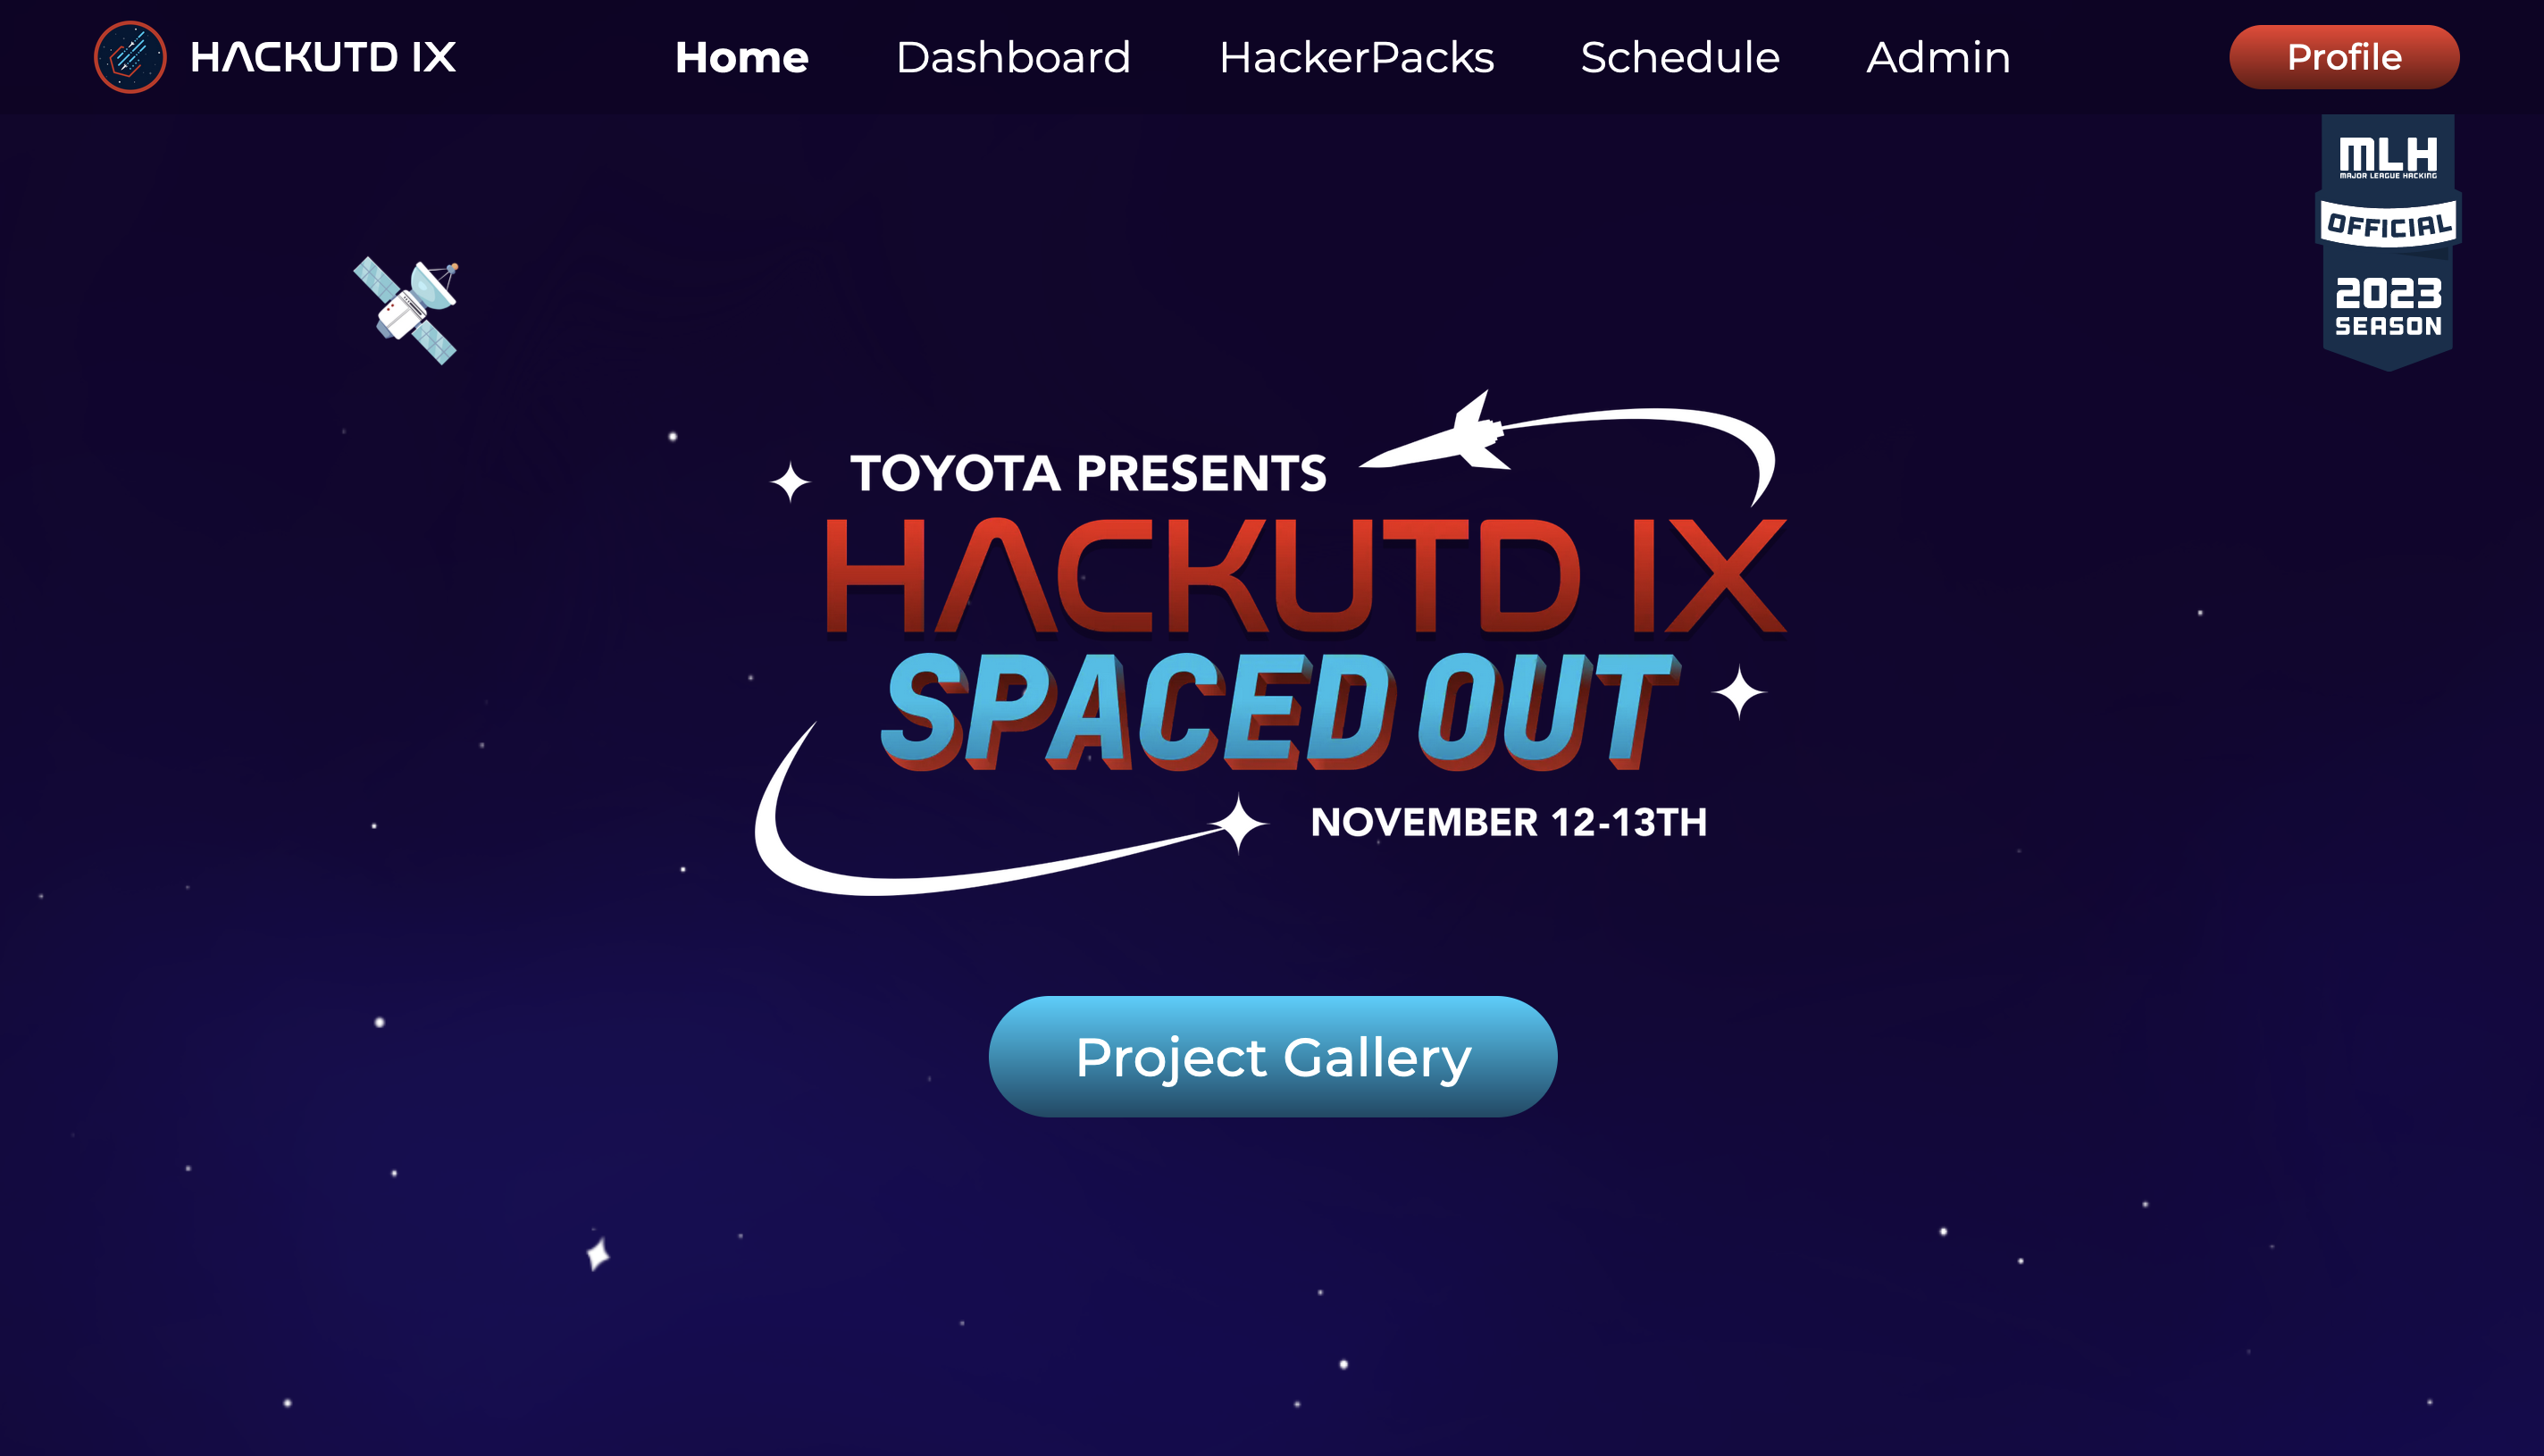 HACKUTD IX
Home Dashboard HackerPacks Schedule Admin
Profile
MLH
MAJOR LEAGUE HACKING
OFFICIAL
2023
SEASON
TOYOTA PRESENTS
HACKUTD IX
SPACED OUT
NOVEMBER 12-13TH
Project Gallery